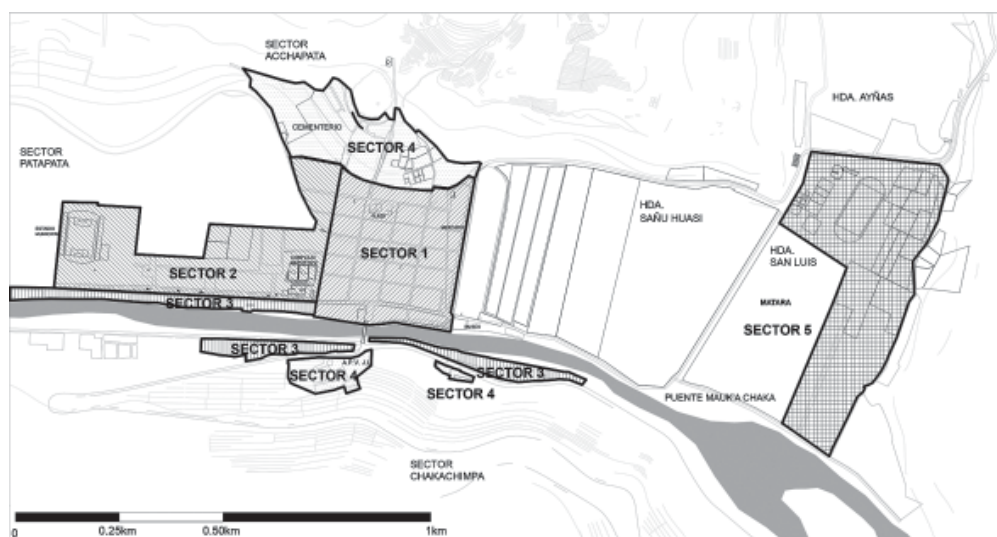 SECTOR
ACCHAPATA
HDA. AYÑAS
CEMENTERIO
SECTOR 4
SECTOR
PATAPATA
HDA.
SAÑU HUASI
SECTOR 1
HDA.
SAN LUIS
SECTOR 2
MATARA
SECTOR 3
SECTOR 5
SECTOR 3
A.P.V. J.L
SECTOR 4
SECTOR 3
SECTOR 4
PUENTE MAUK'A CHAKA
SECTOR
CHAKACHIMPA
0
0.25km
0.50km
1km